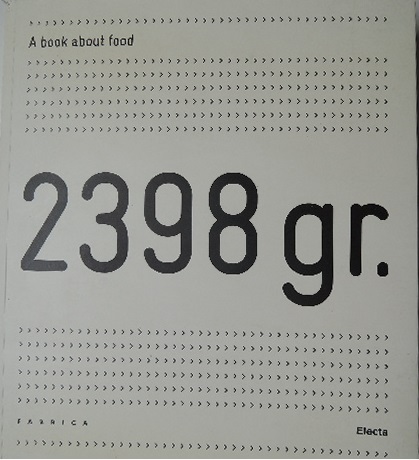 A book about food
2398 gr.
FABRICA
Electa